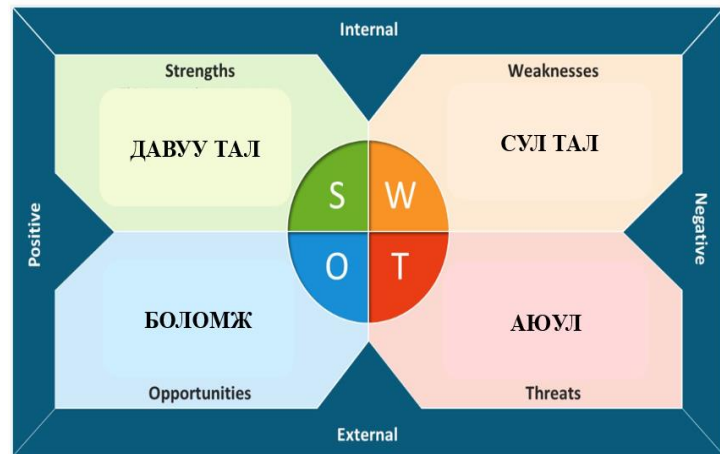 Internal
Strengths
Weaknesses
ДАВУУ ТАЛ
СУЛ ТАЛ
S
W
Positive
Negative
O
T
БОЛОМЖ
АЮУЛ
Opportunities
Threats
External